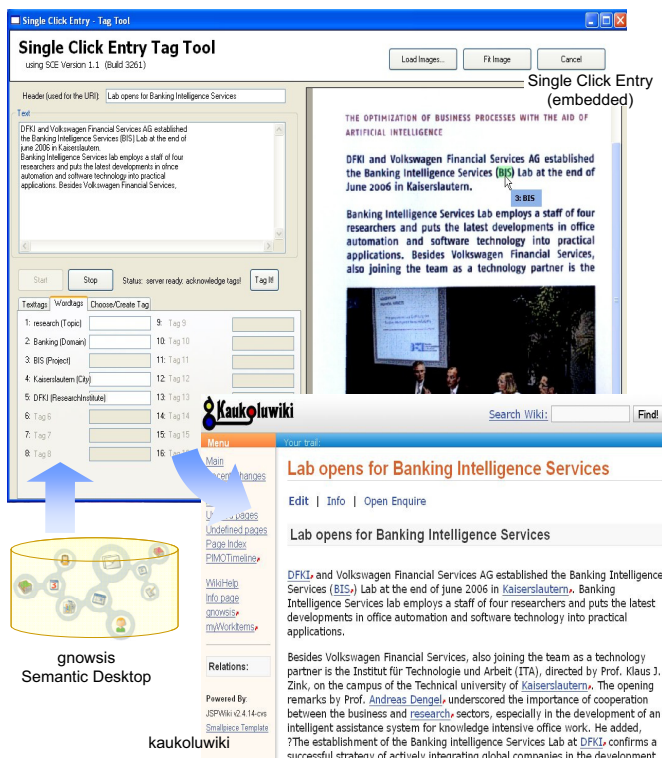 Single Click Entry - Tag Tool
Single Click Entry Tag Tool
using SCE Version 1.1 (Build 3261)
Load Images...
Fit Image
Cancel
Single Click Entry
(embedded)
Header (used for the URI): Lab opens for Banking Intelligence Services
Text
DFKI and Volkswagen Financial Services AG established
the Banking Intelligence Services (BIS) Lab at the end of
june 2006 in Kaiserslautern.
Banking Intelligence Services lab employs a staff of four
researchers and puts the latest developments in ofince
automation and software technology into practical
applications. Besides Volkswagen Financial Services,
Start
Stop
Status: server ready: acknowledge tags!
Tag It!
Texttags
Wordtags
Choose/Create Tag
1: research (Topic)
2: Banking (Domain)
3: BIS (Project)
4: Kaiserslautern (City)
5: DFKI (ResearchInstitute)
6: Tag 6
7: Tag 7
8: Tag 8
9: Tag 9
10: Tag 10
11: Tag 11
12: Tag 12
13: Tag 13
14: Tag 14
15: Tag 15
16:
THE OPTIMIZATION OF BUSINESS PROCESSES WITH THE AID OF
ARTIFICIAL INTELLIGENCE
DFKI and Volkswagen Financial Services AG established
the Banking Intelligence Services (BIS) Lab at the end of
June 2006 in Kaiserslautern.
3: BIS
Banking Intelligence Services Lab employs a staff of four
researchers and puts the latest developments in office
automation and software technology into practical
applications. Besides Volkswagen Financial Services,
also joining the team as a technology partner is the
gnowsis
Semantic Desktop
kaukoluwiki
Kaukoluwiki
Search Wiki:
Find!
Menu
Your trail:
Main
pages
Undefined pages
Page Index
PIMOTimeline
WikiHelp
Info page
gnowsis
myWorkItems
Relations:
Powered By:
JSPWiki v2.4.14-cvs
Smallpiece Template
Lab opens for Banking Intelligence Services
Edit | Info | Open Enquire
Lab opens for Banking Intelligence Services
DFKI and Volkswagen Financial Services AG established the Banking Intelligence
Services (BIS) Lab at the end of june 2006 in Kaiserslautern. Banking
Intelligence Services lab employs a staff of four researchers and puts the latest
developments in office automation and software technology into practical
applications.
Besides Volkswagen Financial Services, also joining the team as a technology
partner is the Institut für Technologie und Arbeit (ITA), directed by Prof. Klaus J.
Zink, on the campus of the Technical university of Kaiserslautern. The opening
remarks by Prof. Andreas Dengel underscored the importance of cooperation
between the business and research sectors, especially in the development of an
intelligent assistance system for knowledge intensive office work. He added,
?The establishment of the Banking intelligence Services Lab at DFKI confirms a
successful strategy of actively integrating global companies in the development